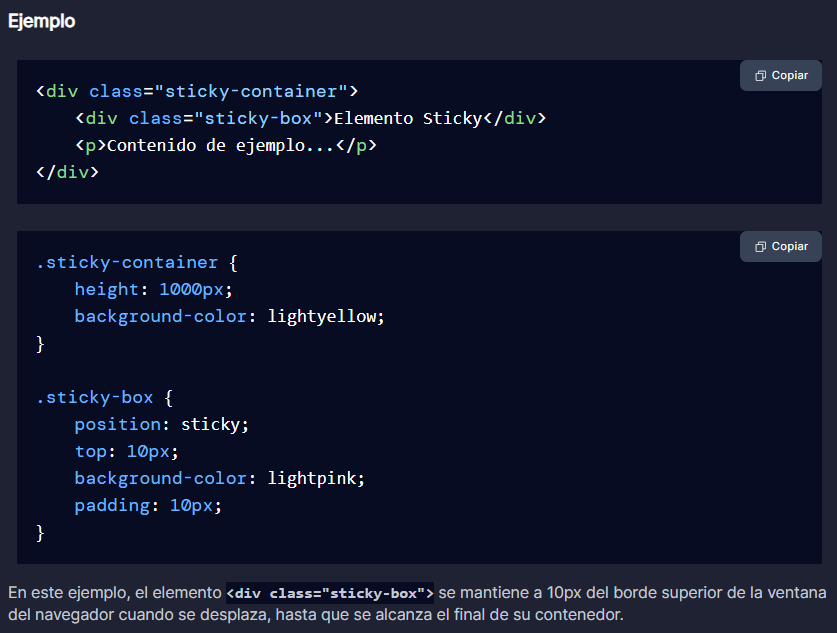 Ejemplo
Copiar
<div class="sticky-container">
    <div class="sticky-box">Elemento Sticky</div>
    <p>Contenido de ejemplo...</p>
</div>
Copiar
.sticky-container {
    height: 1000px;
    background-color: lightyellow;
}

.sticky-box {
    position: sticky;
    top: 10px;
    background-color: lightpink;
    padding: 10px;
}
En este ejemplo, el elemento <div class="sticky-box"> se mantiene a 10px del borde superior de la ventana
del navegador cuando se desplaza, hasta que se alcanza el final de su contenedor.